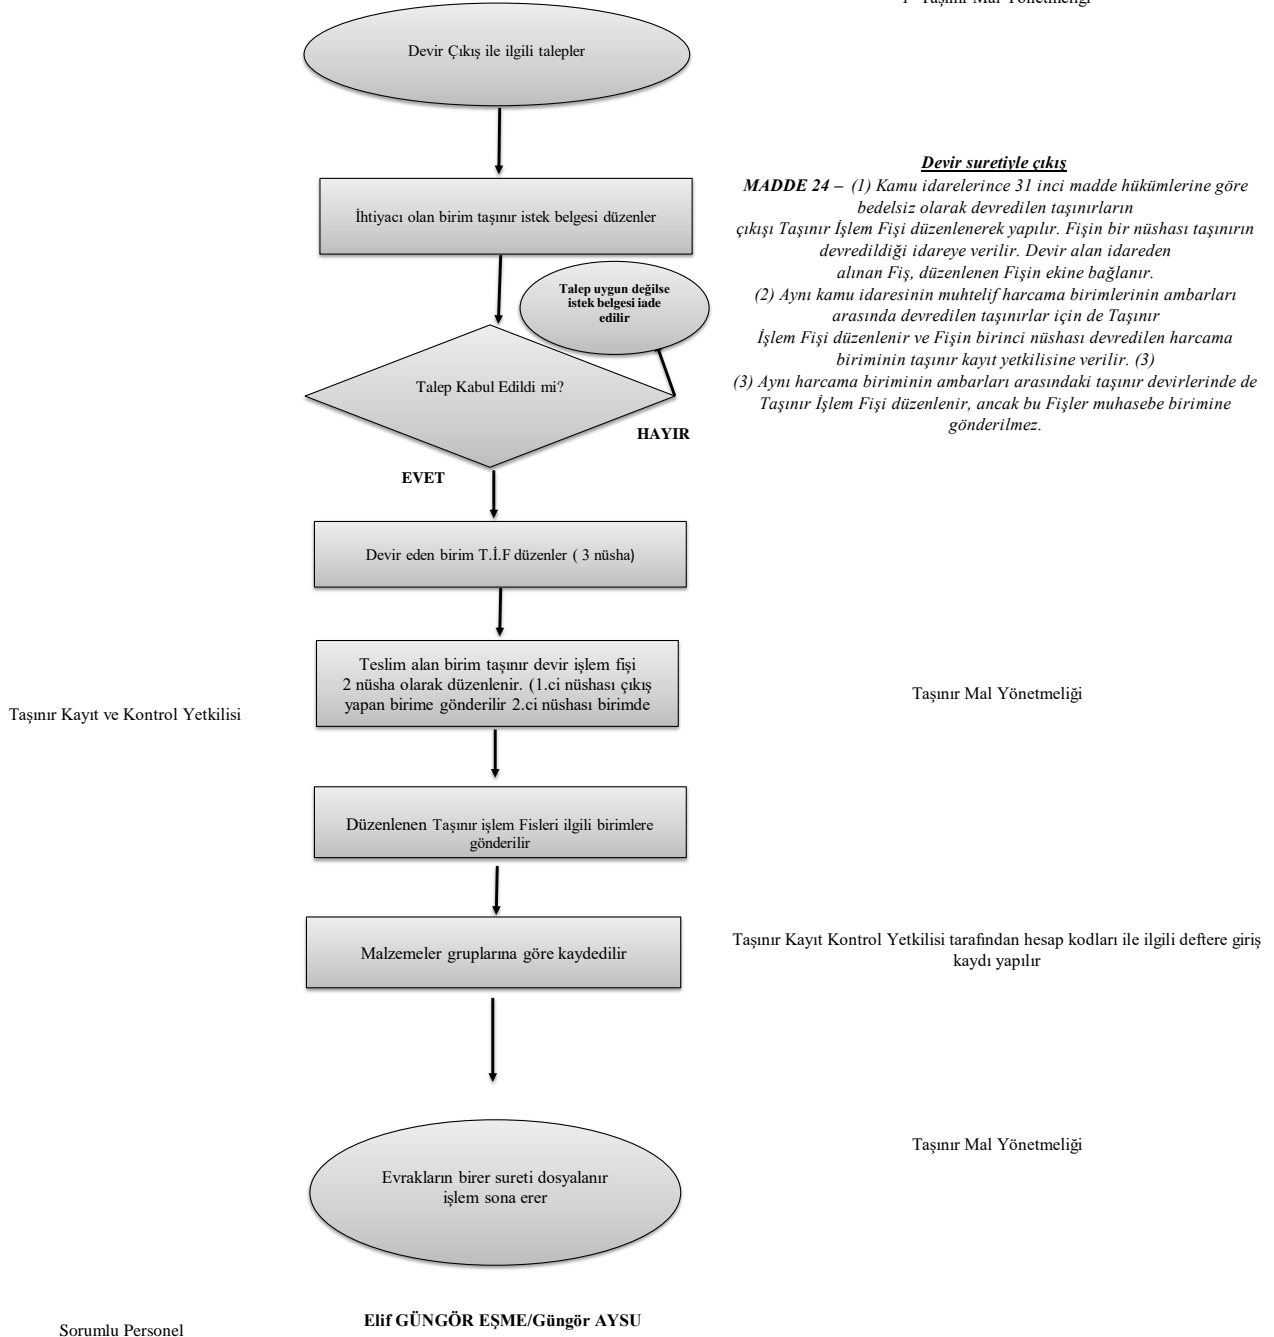 Taşınır Mal Yönetmeliği
Devir Çıkış ile ilgili talepler
Devir suretiyle çıkış
MADDE 24 – (1) Kamu idarelerince 31 inci madde hükümlerine göre
bedelsiz olarak devredilen taşınırların
çıkışı Taşınır İşlem Fişi düzenlenerek yapılır. Fişin bir nüshası taşınırın
devredildiği idareye verilir. Devir alan idareden
alınan Fiş, düzenlenen Fişin ekine bağlanır.
(2) Aynı kamu idaresinin muhtelif harcama birimlerinin ambarları
arasında devredilen taşınırlar için de Taşınır
İşlem Fişi düzenlenir ve Fişin birinci nüshası devredilen harcama
biriminin taşınır kayıt yetkilisine verilir. (3)
(3) Aynı harcama biriminin ambarları arasındaki taşınır devirlerinde de
Taşınır İşlem Fişi düzenlenir, ancak bu Fişler muhasebe birimine
gönderilmez.
İhtiyacı olan birim taşınır istek belgesi düzenler
Talep uygun değilse
istek belgesi iade
edilir
Talep Kabul Edildi mi?
HAYIR
EVET
Devir eden birim T.İ.F düzenler ( 3 nüsha)
Teslim alan birim taşınır devir işlem fişi
2 nüsha olarak düzenlenir. (1.ci nüshası çıkış
yapan birime gönderilir 2.ci nüshası birimde
Taşınır Mal Yönetmeliği
Taşınır Kayıt ve Kontrol Yetkilisi
Düzenlenen Taşınır işlem Fisleri ilgili birimlere
gönderilir
Malzemeler gruplarına göre kaydedilir
Taşınır Kayıt Kontrol Yetkilisi tarafından hesap kodları ile ilgili deftere giriş
kaydı yapılır
Taşınır Mal Yönetmeliği
Evrakların birer sureti dosyalanır
işlem sona erer
Elif GÜNGÖR EŞME/Güngör AYSU
Sorumlu Personel